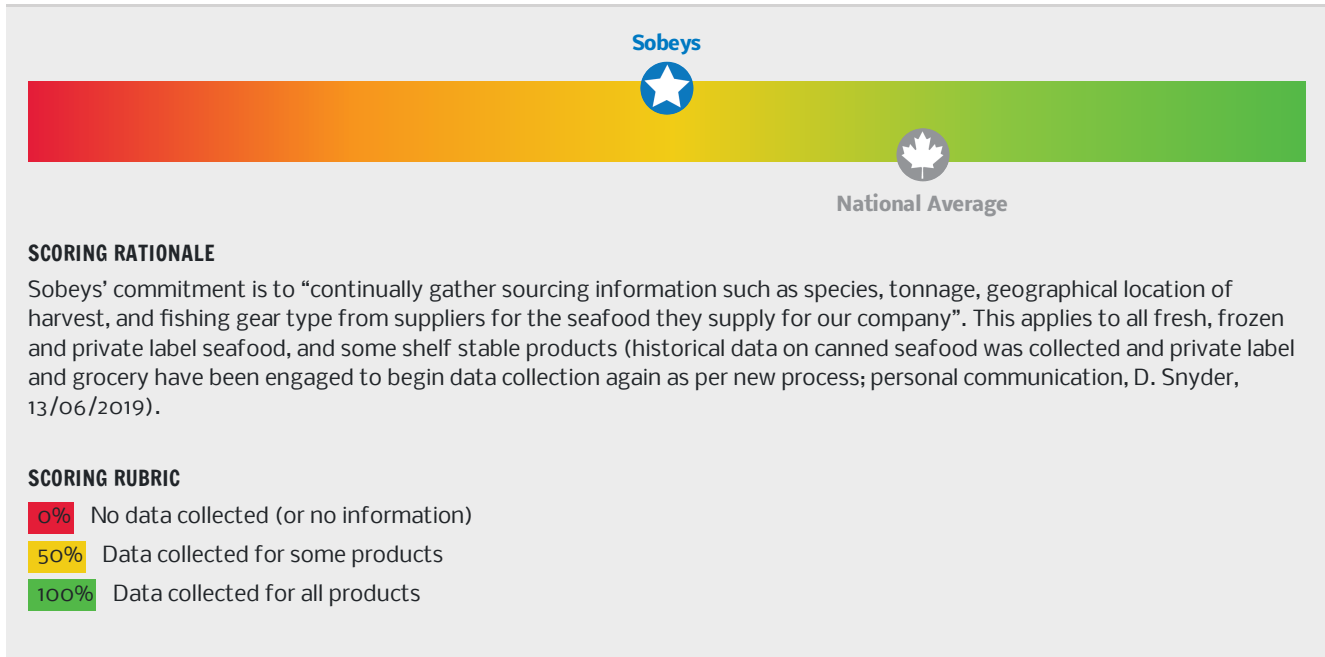 Sobeys
National Average
SCORING RATIONALE
Sobeys’ commitment is to “continually gather sourcing information such as species, tonnage, geographical location of
harvest, and fishing gear type from suppliers for the seafood they supply for our company”. This applies to all fresh, frozen
and private label seafood, and some shelf stable products (historical data on canned seafood was collected and private label
and grocery have been engaged to begin data collection again as per new process; personal communication, D. Snyder,
13/06/2019).
SCORING RUBRIC
0% No data collected (or no information)
50% Data collected for some products
100% Data collected for all products